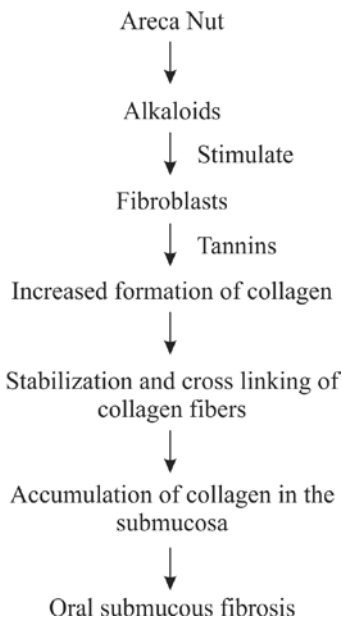 Areca Nut
Alkaloids
Stimulate
Fibroblasts
Tannins
Increased formation of collagen
Stabilization and cross linking of
collagen fibers
Accumulation of collagen in the
submucosa
Oral submucous fibrosis